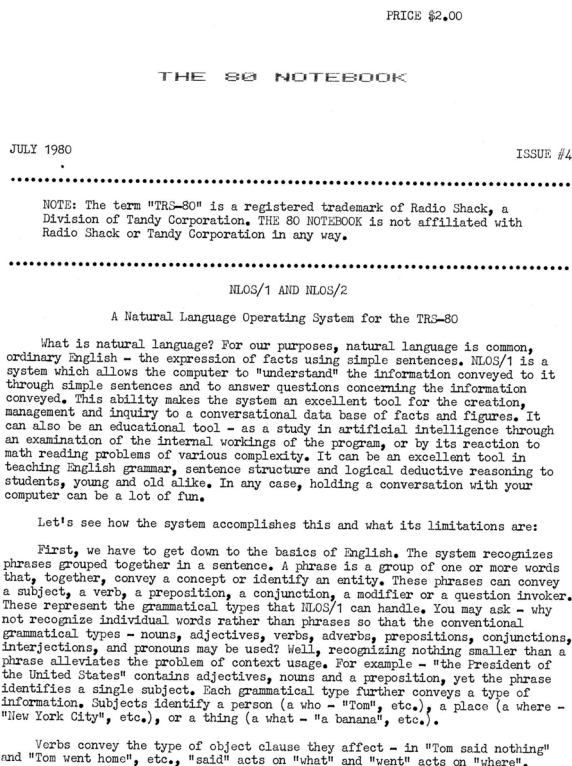 PRICE $2.00
THE 80 NOTEBOOK
JULY 1980
ISSUE #4
NOTE: The term "TRS-80" is a registered trademark of Radio Shack, a
Division of Tandy Corporation. THE 80 NOTEBOOK is not affiliated with
Radio Shack or Tandy Corporation in any way.
NLOS/1 AND NLOS/2
A Natural Language Operating System for the TRS-80
What is natural language? For our purposes, natural language is common,
ordinary English - the expression of facts using simple sentences. NLOS/1 is a
system which allows the computer to "understand" the information conveyed to it
through simple sentences and to answer questions concerning the information
conveyed. This ability makes the system an excellent tool for the creation,
management and inquiry to a conversational data base of facts and figures. It
can also be an educational tool - as a study in artificial intelligence through
an examination of the internal workings of the program, or by its reaction to
math reading problems of various complexity. It can be an excellent tool in
teaching English grammar, sentence structure and logical deductive reasoning to
students, young and old alike. In any case, holding a conversation with your
computer can be a lot of fun.
Let's see how the system accomplishes this and what its limitations are:
First, we have to get down to the basics of English. The system recognizes
phrases grouped together in a sentence. A phrase is a group of one or more words
that, together, convey a concept or identify an entity. These phrases can convey
a subject, a verb, a preposition, a conjunction, a modifier or a question invoker.
These represent the grammatical types that NLOS/1 can handle. You may ask - why
not recognize individual words rather than phrases so that the conventional
grammatical types - nouns, adjectives, verbs, adverbs, prepositions, conjunctions,
interjections, and pronouns may be used? Well, recognizing nothing smaller than a
phrase alleviates the problem of context usage. For example - "the President of
the United States" contains adjectives, nouns and a preposition, yet the phrase
identifies a single subject. Each grammatical type further conveys a type of
information. Subjects identify a person (a who - "Tom", etc.), a place (a where -
"New York City", etc.), or a thing (a what - "a banana", etc.).
Verbs convey the type of object clause they affect - in "Tom said nothing"
and "Tom went home", etc., "said" acts on "what" and "went" acts on "where".